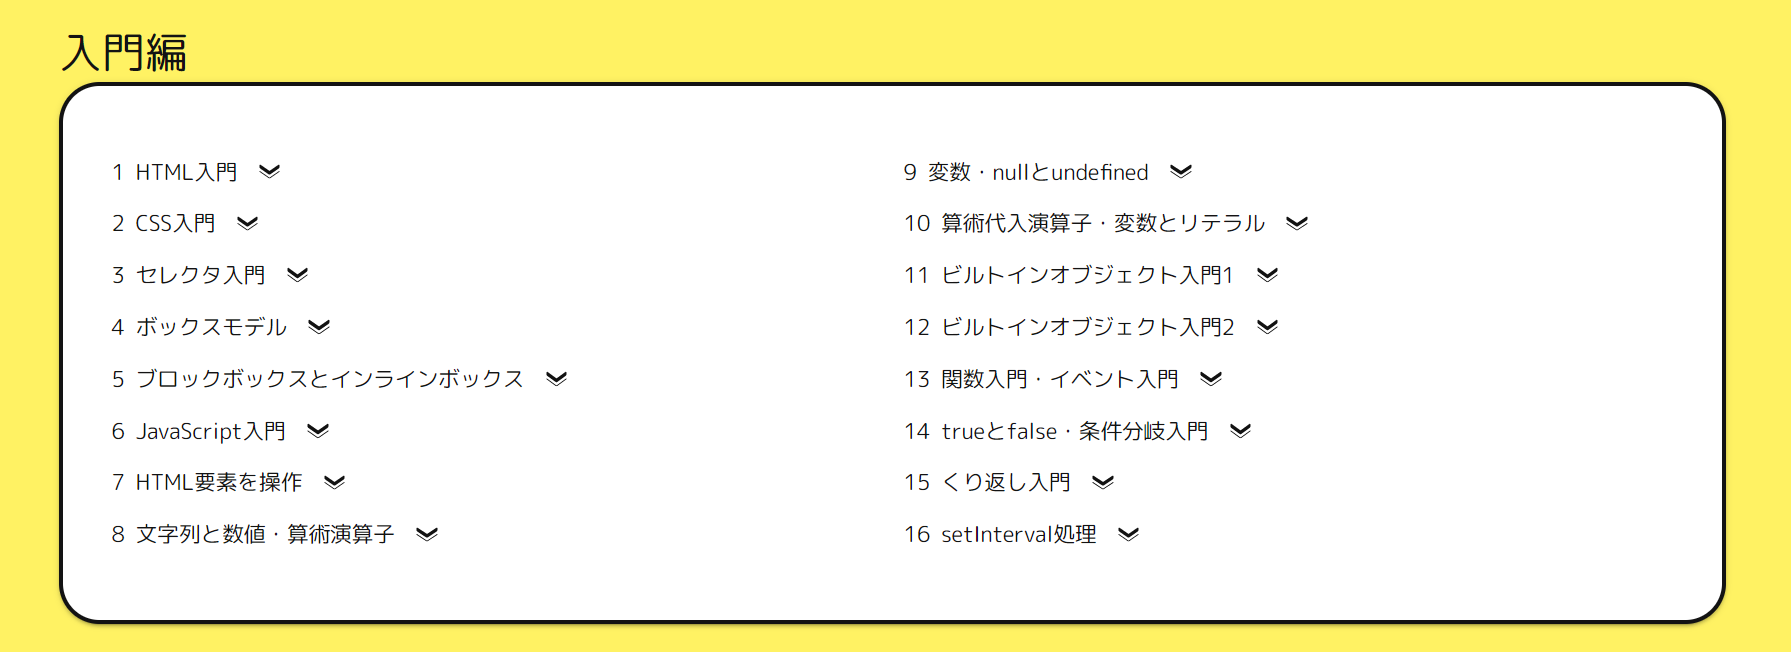 入門編
1 HTML入門
2 CSS入門
3 セレクタ入門
4 ボックスモデル
5 ブロックボックスとインラインボックス
6 JavaScript入門
7 HTML要素を操作
8 文字列と数値・算術演算子
9 変数・nullとundefined
10 算術代入演算子・変数とリテラル
11 ビルトインオブジェクト入門1
12 ビルトインオブジェクト入門2
13 関数入門・イベント入門
14 trueとfalse・条件分岐入門
15 くり返し入門
16 setInterval処理